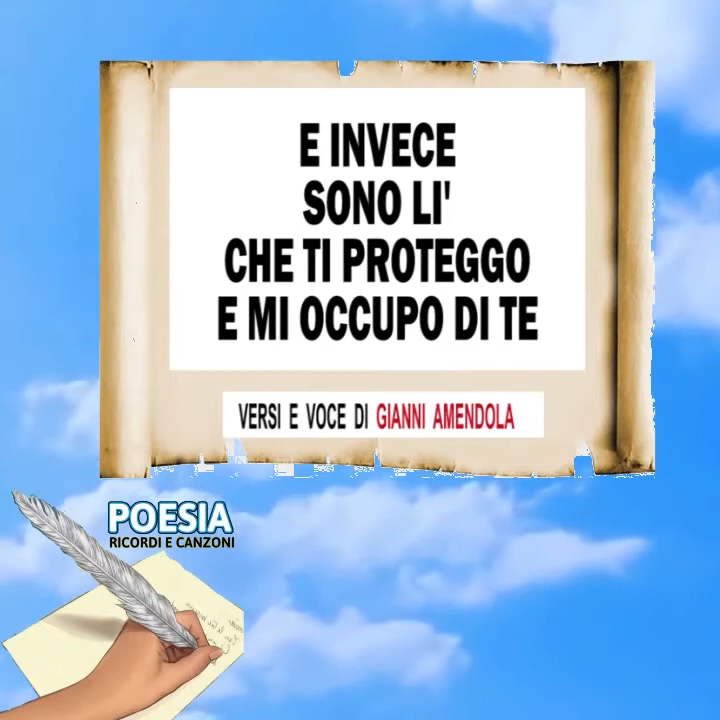 E INVECE
SONO LI'
CHE TI PROTEGGO
E MI OCCUPO DI TE
VERSI E VOCE DI GIANNI AMENDOLA
POESIA
RICORDI E CANZONI